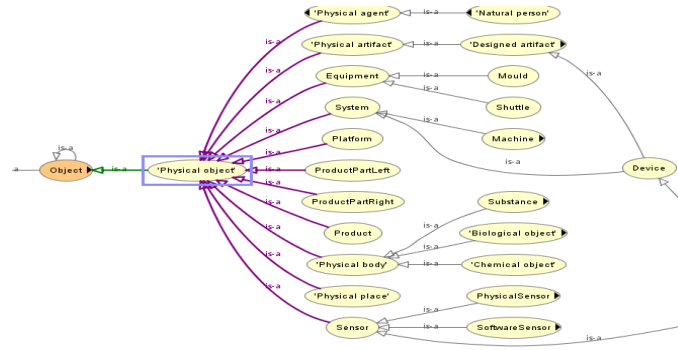 'Physical agent' is-a 'Natural person'
is-a
'Physical artifact' is-a 'Designed artifact'
is-a
Equipment is-a Mould
is-a
is-a Shuttle
System is-a
is-a
Platform Machine
is-a
is-a
a Object is-a 'Physical object' is-a ProductPartLeft is-a Device
is-a
ProductPartRight Substance
is-a
is-a
Product 'Biological object'
is-a
is-a
'Physical body' is-a 'Chemical object'
is-a
'Physical place' PhysicalSensor
is-a
Sensor is-a SoftwareSensor
is-a